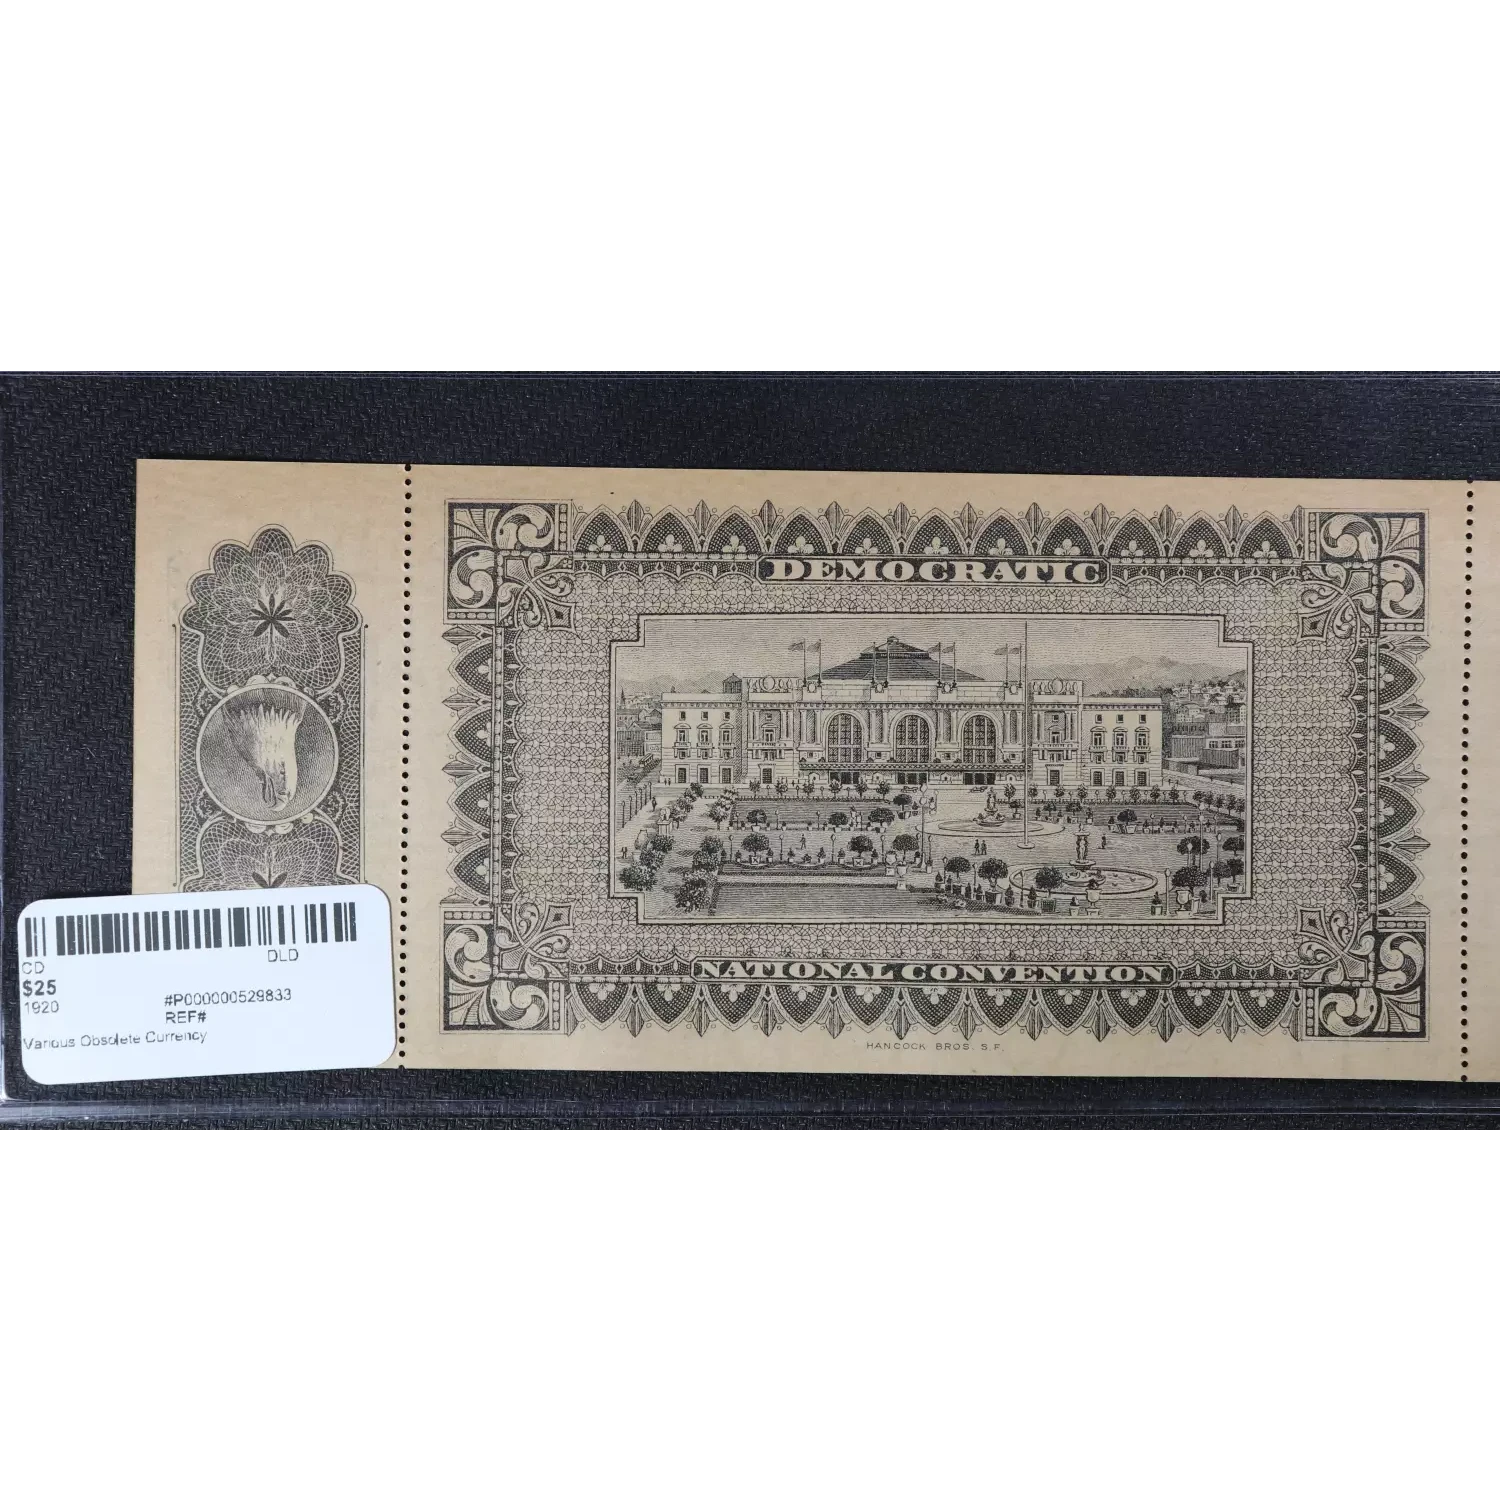 DEMOCRATIC
NATIONAL CONVENTION
HANCOCK BROS. S.F.
CD DLD
$25
1920 #P000000529833
REF#
Various Obsolete Currency